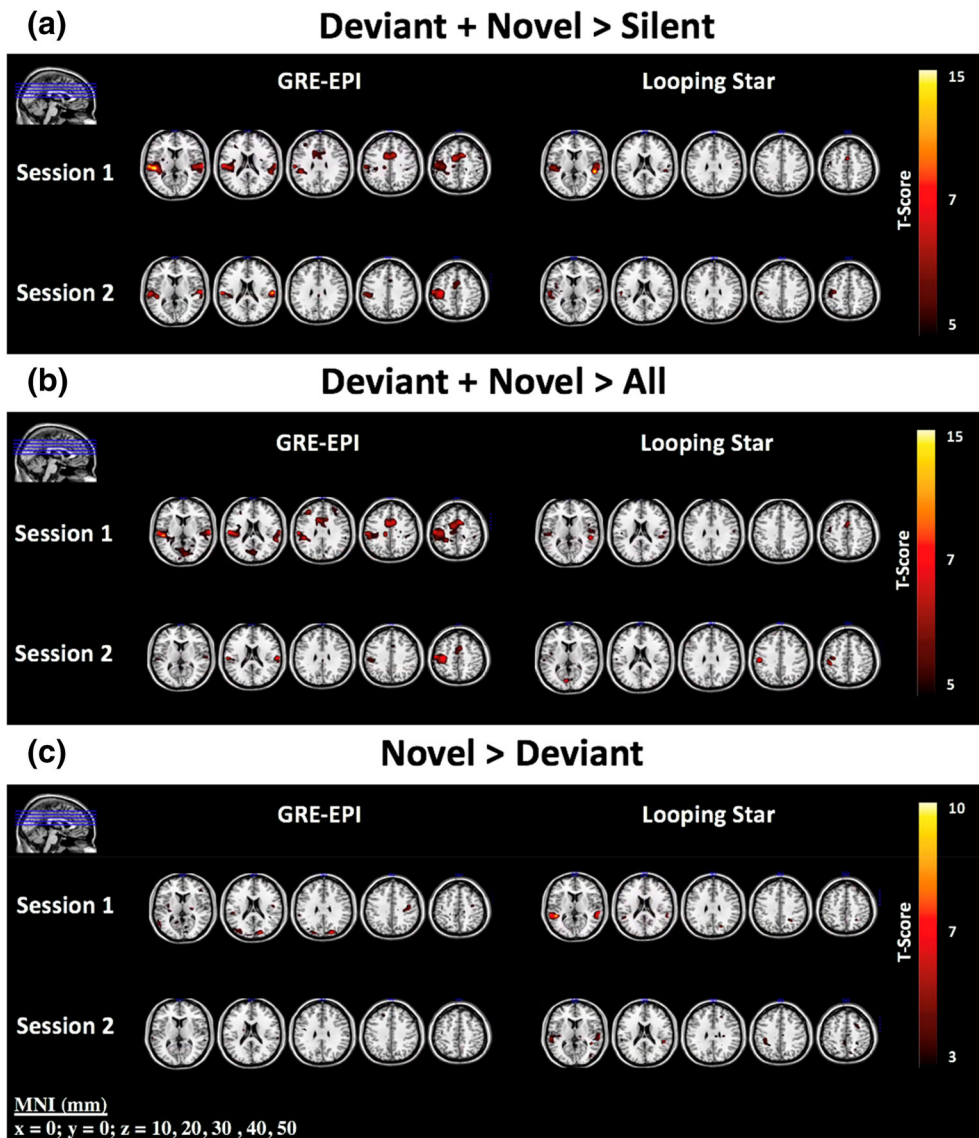 (a) Deviant + Novel > Silent
GRE-EPI Looping Star
Session 1
Session 2
15
7
5
T-Score
(b) Deviant + Novel > All
GRE-EPI Looping Star
Session 1
Session 2
15
7
5
T-Score
(c) Novel > Deviant
GRE-EPI Looping Star
Session 1
Session 2
10
7
3
T-Score
MNI (mm)
x = 0; y = 0; z = 10, 20, 30 , 40, 50